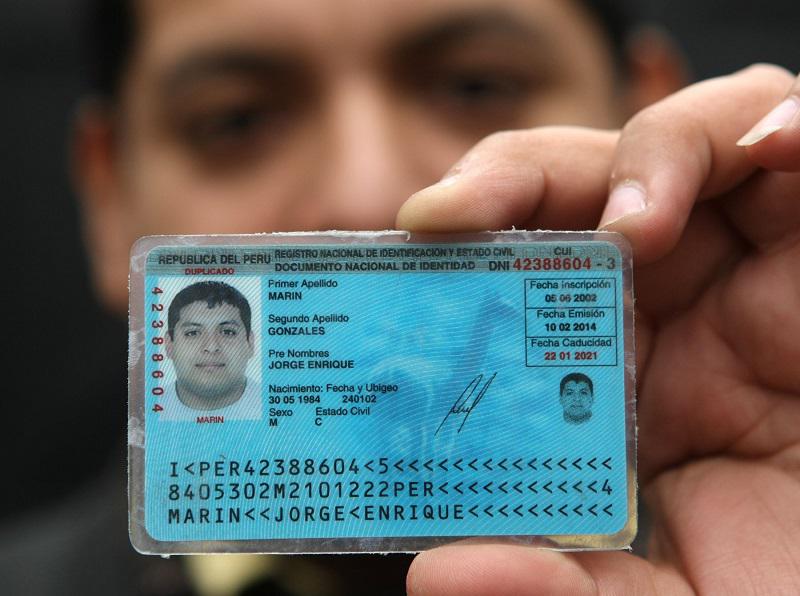 REPUBLICA DEL PERU
DUPLICADO
REGISTRO NACIONAL DE IDENTIFICACIÓN Y ESTADO CIVIL
DOCUMENTO NACIONAL DE IDENTIDAD
CUI
DNI 42388604 - 3
42388604
Primer Apellido
MARIN
Segundo Apellido
GONZALES
Pre Nombres
JORGE ENRIQUE
Nacimiento: Fecha y Ubigeo
30 05 1984 240102
Sexo Estado Civil
M C
MARIN
Fecha Inscripción
05 06 2002
Fecha Emisión
10 02 2014
Fecha Caducidad
22 01 2021
I<PER42388604<5<<<<<<<<<<<<<<<
8405302M2101222PER<<<<<<<<<<<4
MARIN<<JORGE<ENRIQUE<<<<<<<<<<